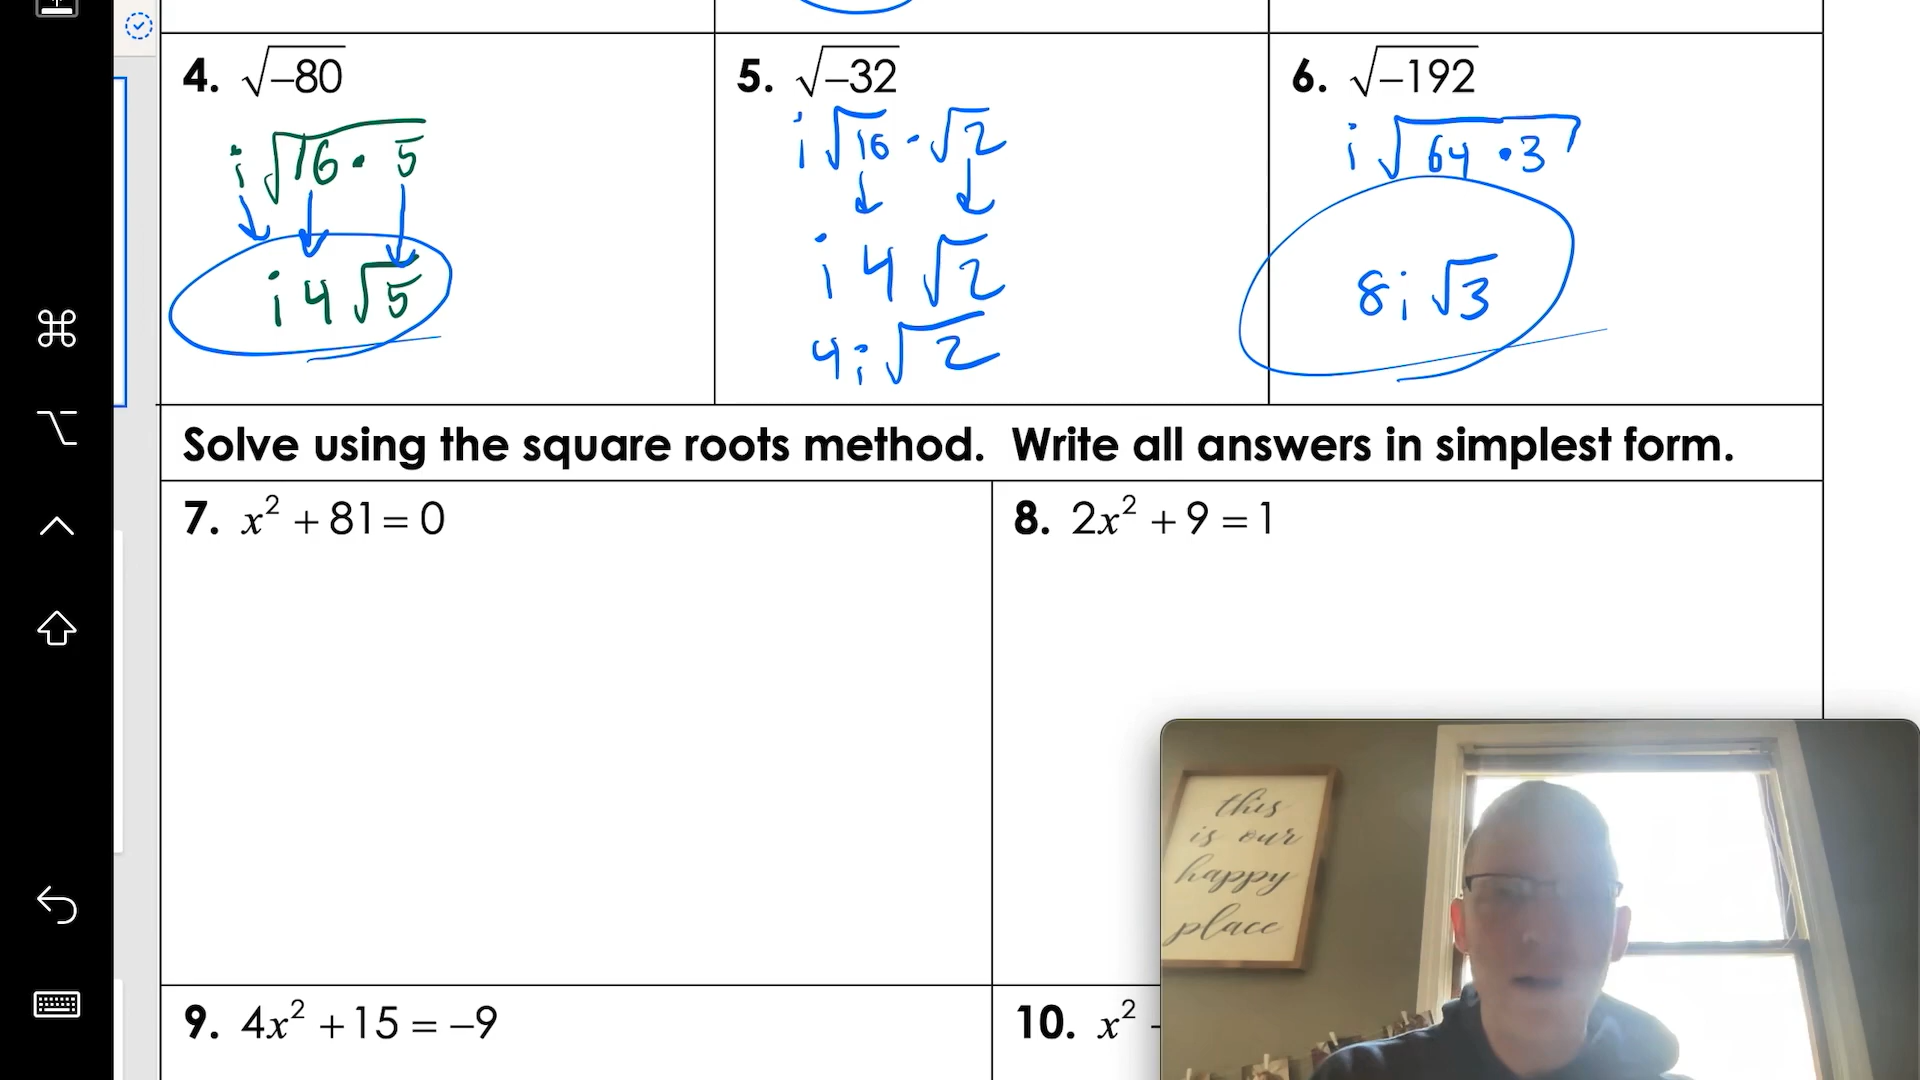 4. √−80
i√16 • 5
i 4 √5
5. √−32
i √16 · √2
i 4 √2
4i√2
6. √−192
i √64 • 3
8i √3
Solve using the square roots method. Write all answers in simplest form.
7. x² + 81 = 0
8. 2x² + 9 = 1
9. 4x² + 15 = −9
10. x² -
this
is our
happy
place